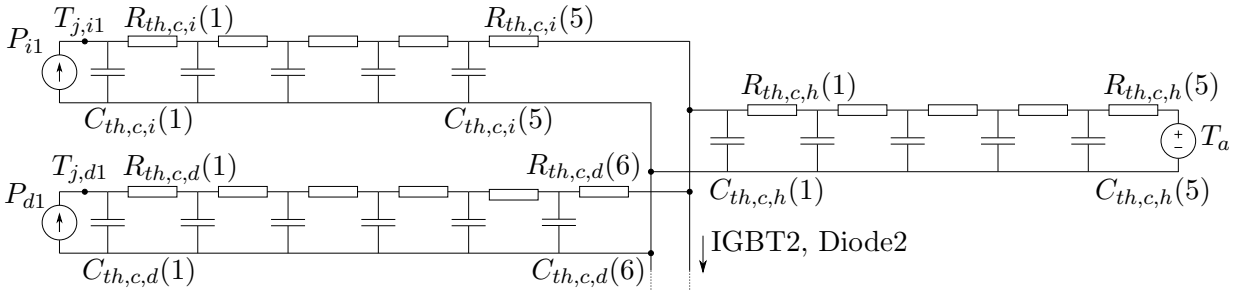 P_{i1}
T_{j,i1}
R_{th,c,i}(1)
R_{th,c,i}(5)
C_{th,c,i}(1)
C_{th,c,i}(5)
P_{d1}
T_{j,d1}
R_{th,c,d}(1)
R_{th,c,d}(6)
C_{th,c,d}(1)
C_{th,c,d}(6)
R_{th,c,h}(1)
R_{th,c,h}(5)
+
−
T_a
C_{th,c,h}(1)
C_{th,c,h}(5)
IGBT2, Diode2